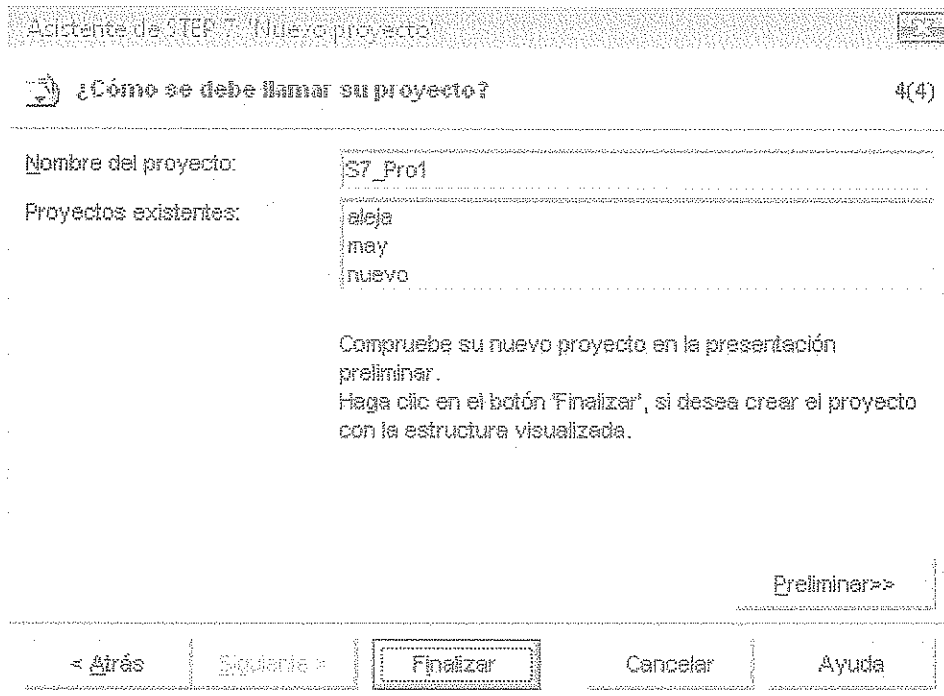 Asistente de STEP 7: 'Nuevo proyecto'
¿Cómo se debe llamar su proyecto?
4(4)
Nombre del proyecto:
S7_Pro1
Proyectos existentes:
aleja
may
nuevo
Compruebe su nuevo proyecto en la presentación
preliminar.
Haga clic en el botón 'Finalizar', si desea crear el proyecto
con la estructura visualizada.
Preliminar>>
< Atrás
Siguiente >
Finalizar
Cancelar
Ayuda